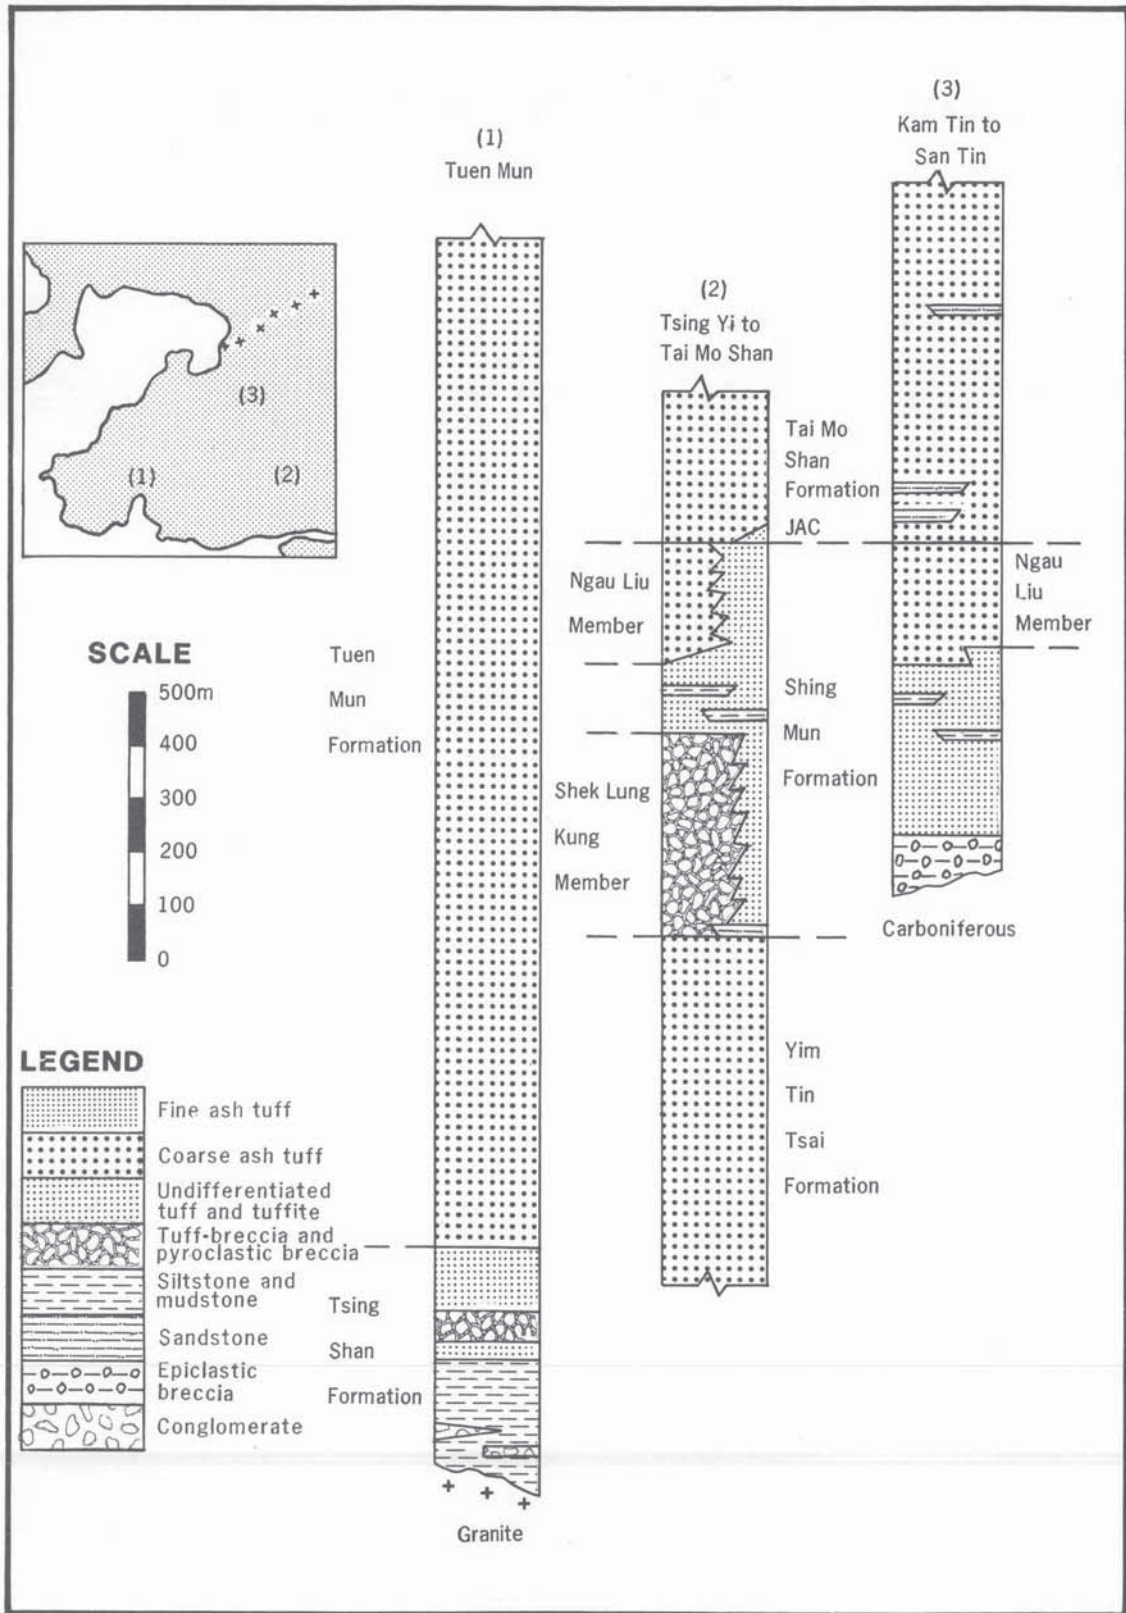 (1)
Tuen Mun
(2)
Tsing Yi to
Tai Mo Shan
(3)
Kam Tin to
San Tin
(3)
(1)
(2)
SCALE
500m
400
300
200
100
0
Tuen
Mun
Formation
Tsing
Shan
Formation
Granite
Ngau Liu
Member
Shek Lung
Kung
Member
Tai Mo
Shan
Formation
JAC
Shing
Mun
Formation
Yim
Tin
Tsai
Formation
Ngau
Liu
Member
Carboniferous
LEGEND
Fine ash tuff
Coarse ash tuff
Undifferentiated
tuff and tuffite
Tuff-breccia and
pyroclastic breccia
Siltstone and
mudstone
Sandstone
Epiclastic
breccia
Conglomerate